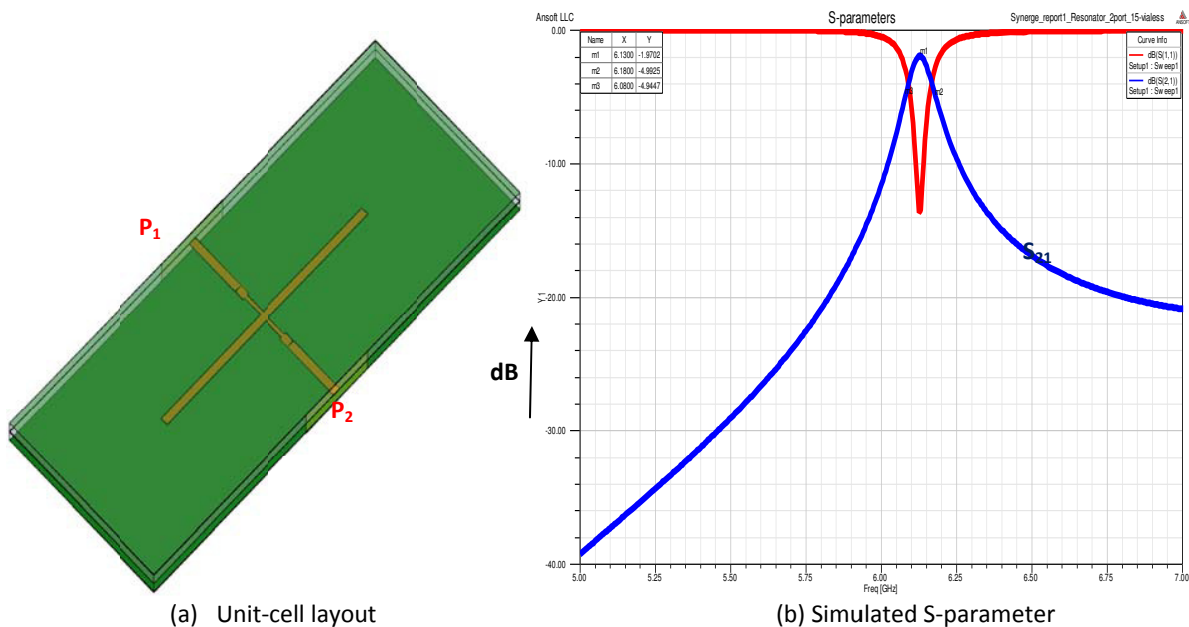 P1
P2
(a) Unit-cell layout
Ansoft LLC
S-parameters
Synerge_report1_Resonator_2port_15-vialess
ANSOFT
Name X Y
m1 6.1300 -1.9702
m2 6.1800 -4.9925
m3 6.0800 -4.9447
Curve Info
dB(S(1,1))
Setup1 : Sweep1
dB(S(2,1))
Setup1 : Sweep1
m1
m2
S21
0.00
-10.00
-20.00
-30.00
-40.00
Y1
dB
5.00 5.25 5.50 5.75 6.00 6.25 6.50 6.75 7.00
Freq [GHz]
(b) Simulated S-parameter